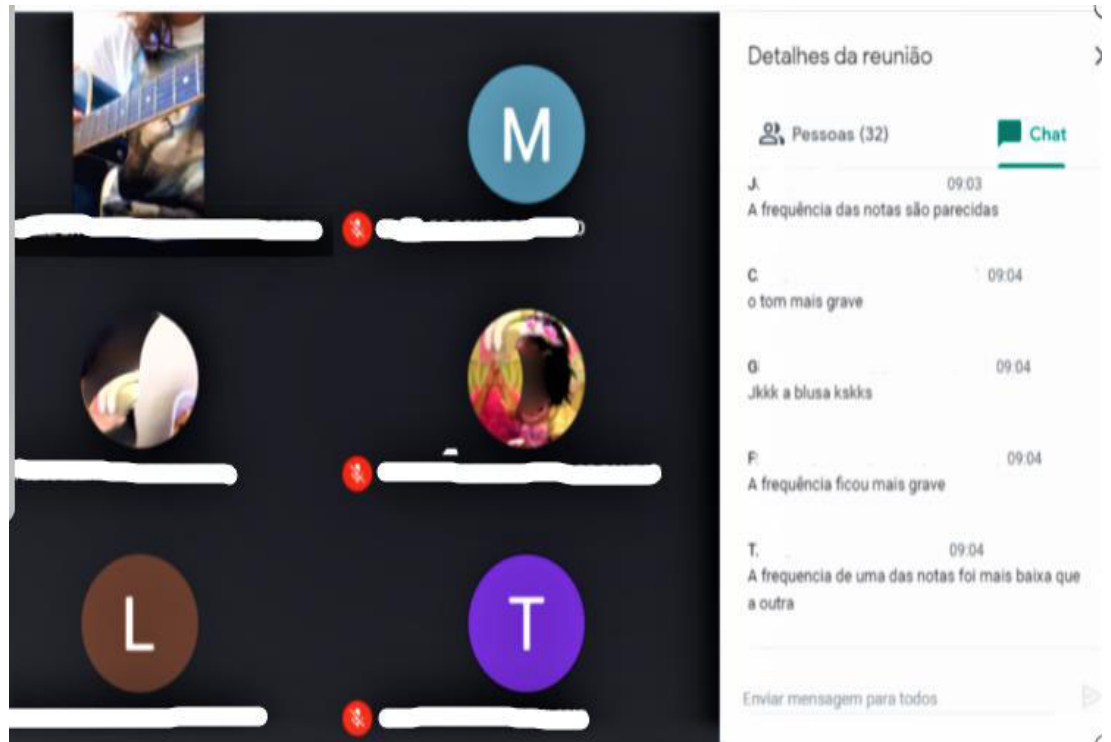 M
L
T
Detalhes da reunião
Pessoas (32)
Chat
J. 09:03
A frequência das notas são parecidas
C. 09:04
o tom mais grave
G 09:04
Jkkk a blusa kskks
F. 09:04
A frequência ficou mais grave
T. 09:04
A frequencia de uma das notas foi mais baixa que
a outra
Enviar mensagem para todos